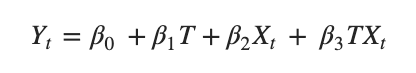 Yₜ = β₀ + β₁T + β₂Xₜ + β₃TXₜ